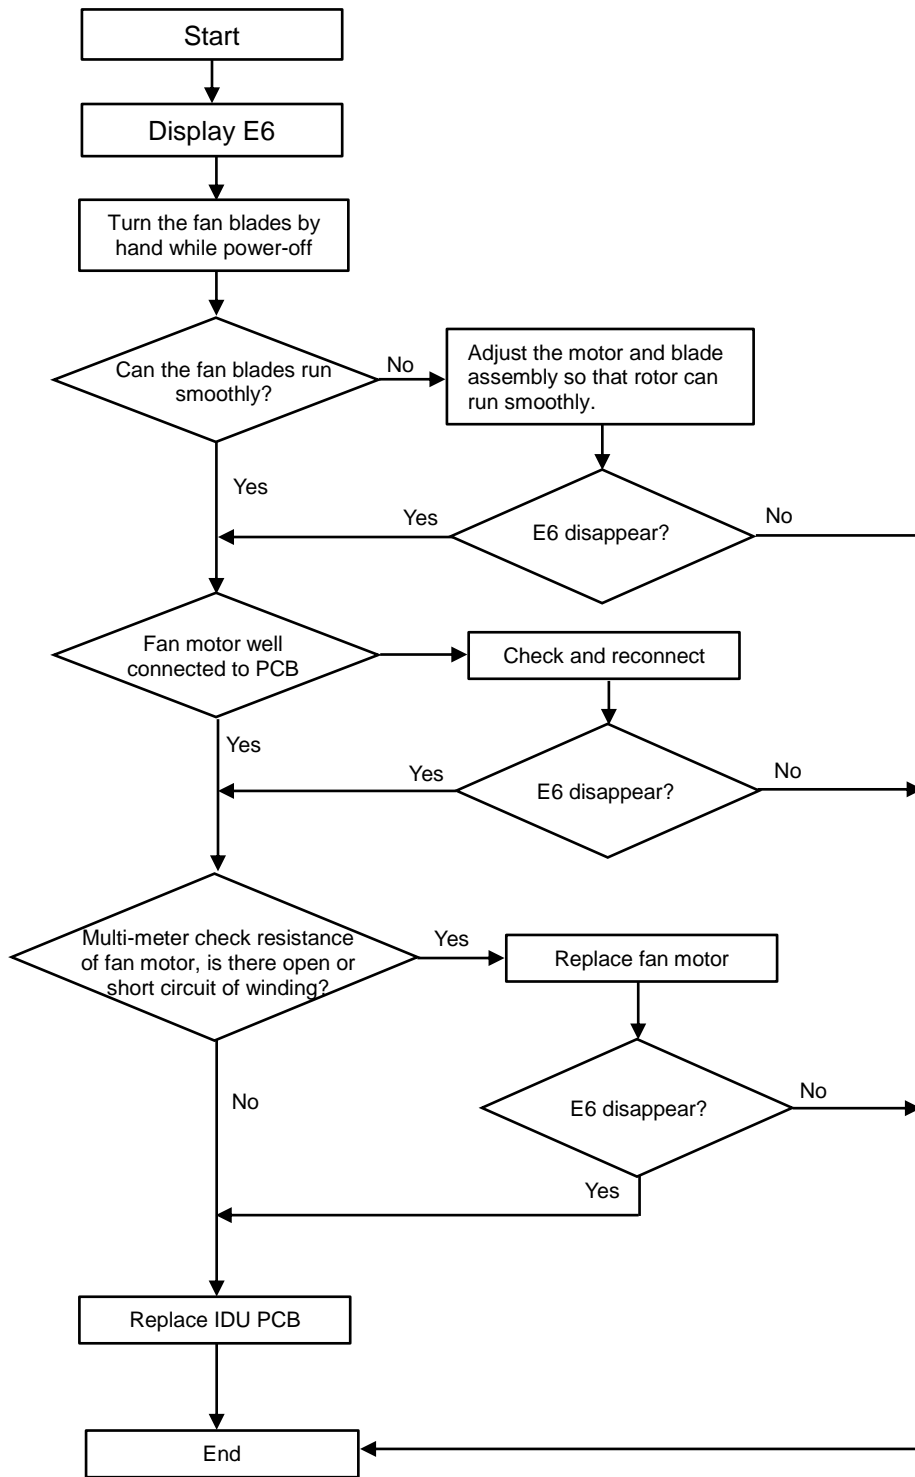 Start
Display E6
Turn the fan blades by
hand while power-off
Can the fan blades run
smoothly?
No
Adjust the motor and blade
assembly so that rotor can
run smoothly.
Yes
Yes
E6 disappear?
No
Fan motor well
connected to PCB
Check and reconnect
Yes
Yes
E6 disappear?
No
Multi-meter check resistance
of fan motor, is there open or
short circuit of winding?
Yes
Replace fan motor
No
E6 disappear?
No
Yes
Replace IDU PCB
End